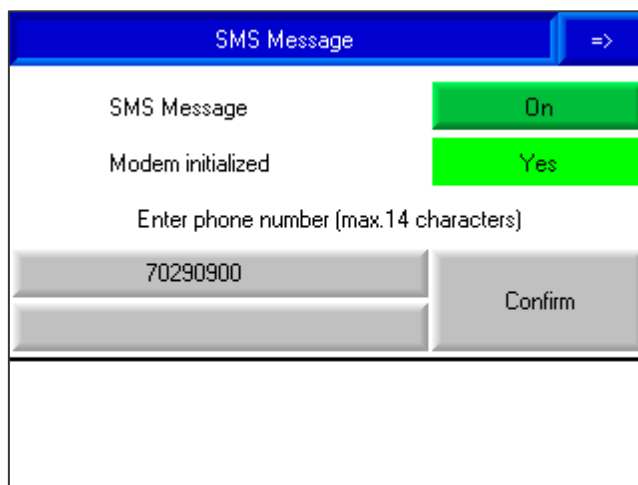 SMS Message =>
SMS Message On
Modem initialized Yes
Enter phone number (max.14 characters)
70290900
Confirm